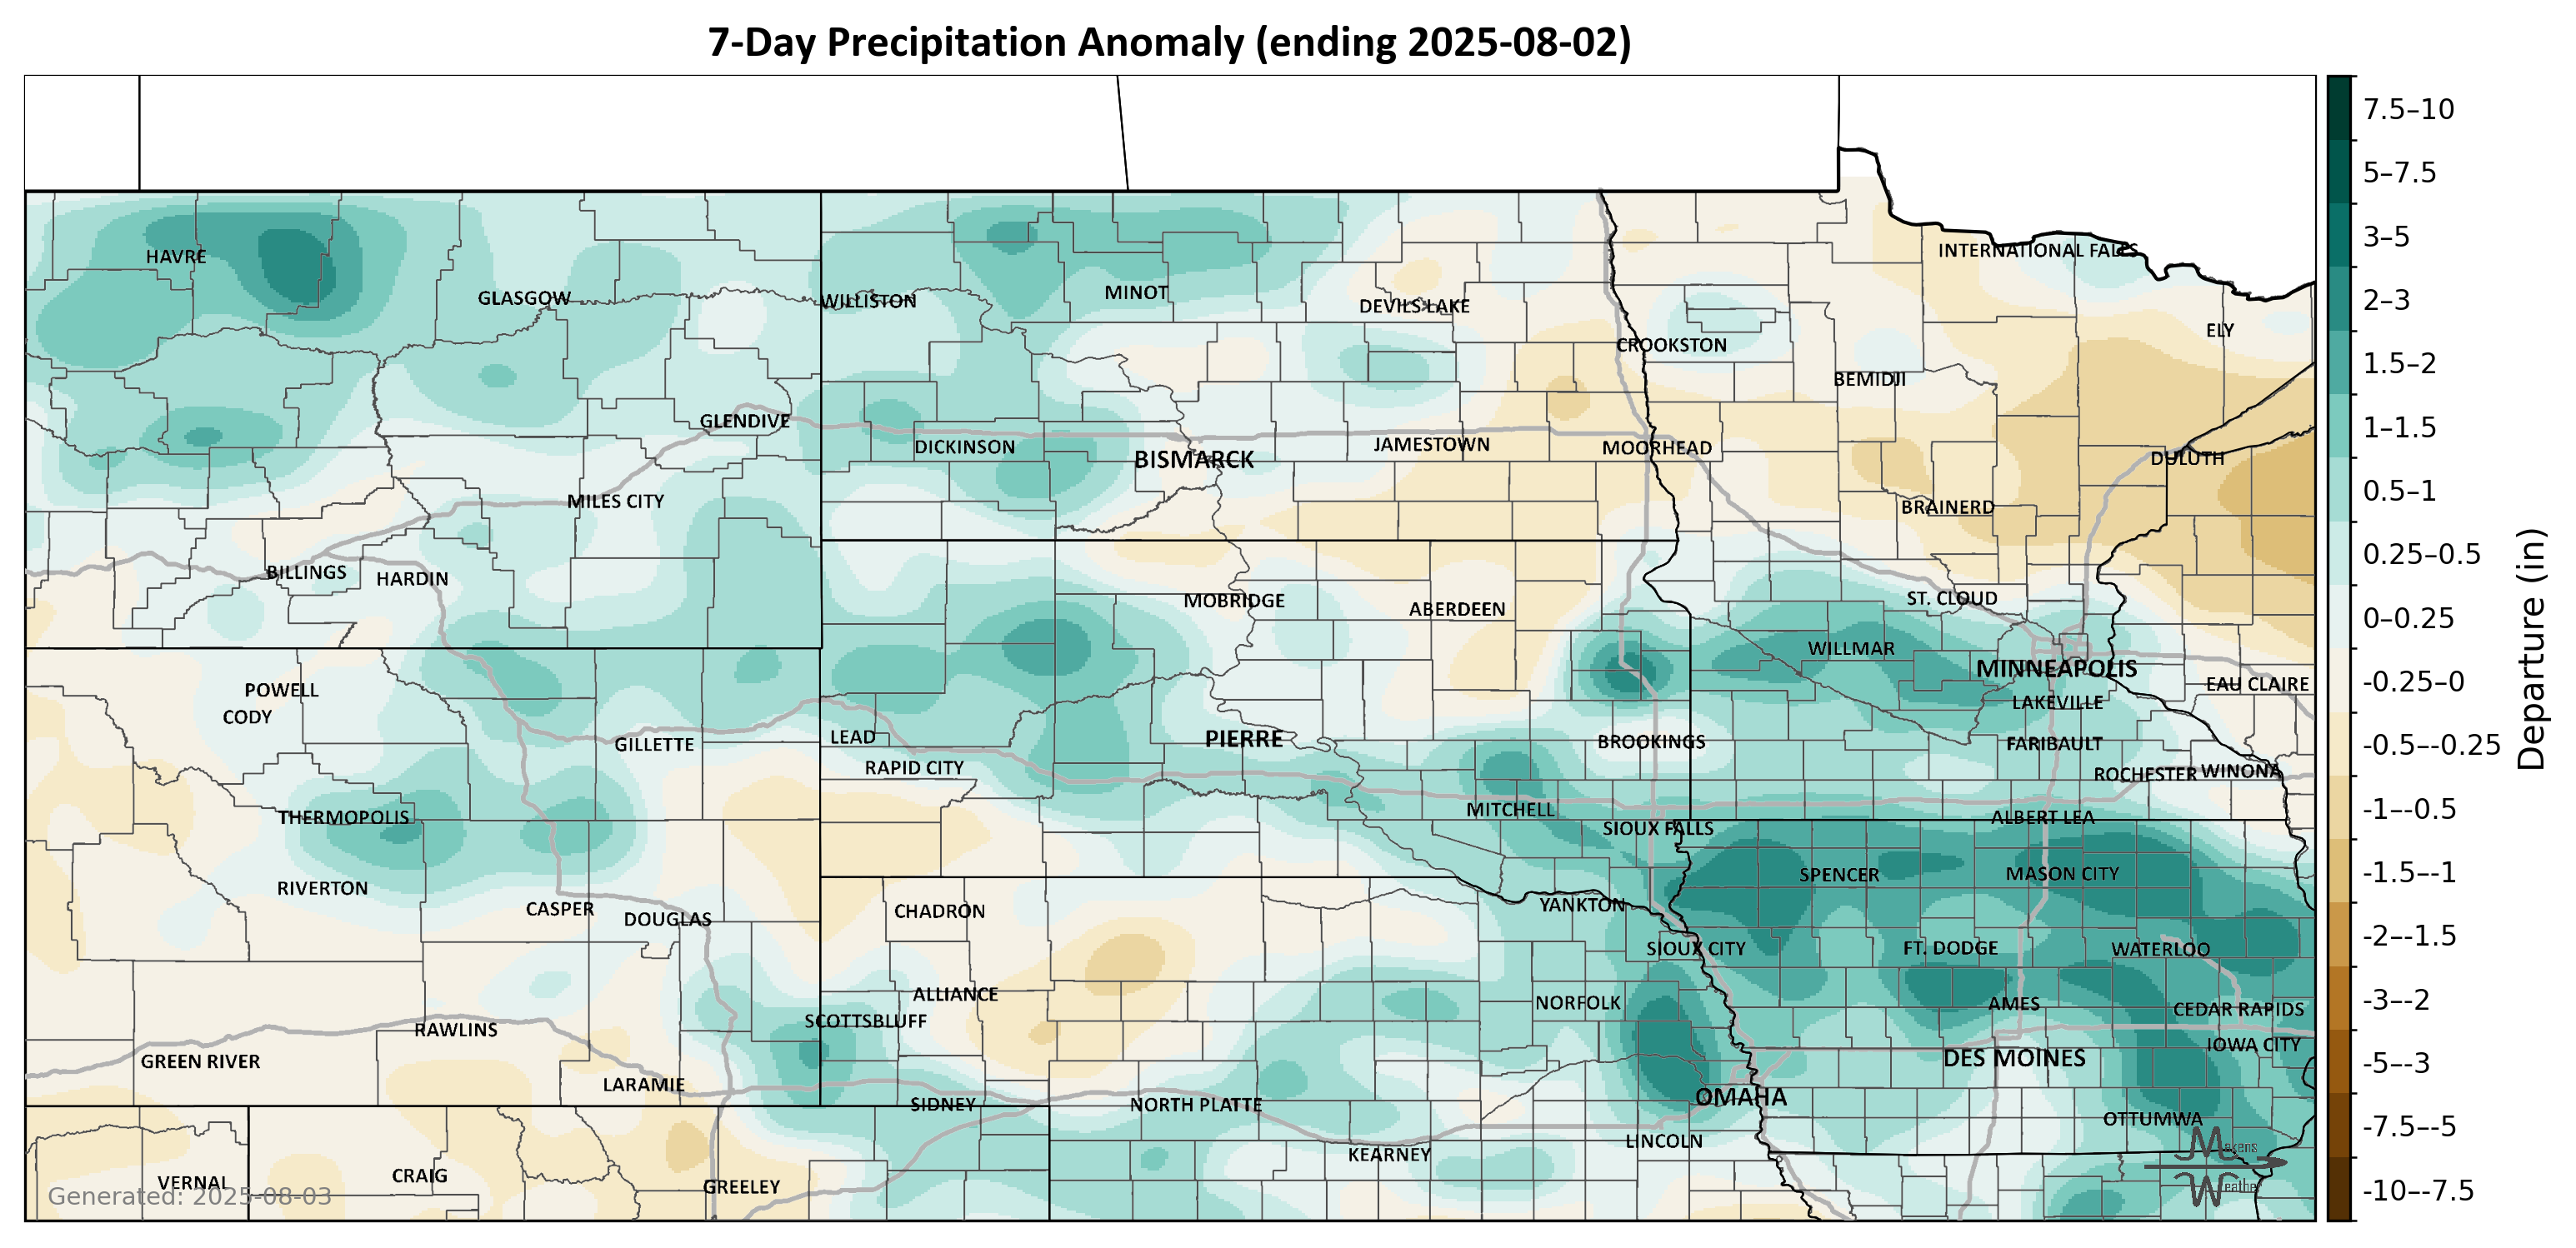 7-Day Precipitation Anomaly (ending 2025-08-02)
7.5–10
5–7.5
3–5
2–3
1.5–2
1–1.5
0.5–1
0.25–0.5
0–0.25
-0.25–0
-0.5–-0.25
-1–-0.5
-1.5–-1
-2–-1.5
-3–-2
-5–-3
-7.5–-5
-10–-7.5
Departure (in)
HAVRE
INTERNATIONAL FALLS
GLASGOW
WILLISTON
MINOT
DEVILS LAKE
ELY
CROOKSTON
BEMIDJI
GLENDIVE
DICKINSON
BISMARCK
JAMESTOWN
MOORHEAD
DULUTH
MILES CITY
BRAINERD
BILLINGS
HARDIN
MOBRIDGE
ABERDEEN
ST. CLOUD
WILLMAR
MINNEAPOLIS
POWELL
EAU CLAIRE
CODY
LAKEVILLE
GILLETTE
LEAD
PIERRE
BROOKINGS
FARIBAULT
RAPID CITY
ROCHESTER
WINONA
THERMOPOLIS
MITCHELL
ALBERT LEA
SIOUX FALLS
RIVERTON
SPENCER
MASON CITY
CASPER
DOUGLAS
CHADRON
YANKTON
SIOUX CITY
FT. DODGE
WATERLOO
ALLIANCE
NORFOLK
AMES
CEDAR RAPIDS
SCOTTSBLUFF
RAWLINS
GREEN RIVER
DES MOINES
IOWA CITY
LARAMIE
SIDNEY
NORTH PLATTE
OMAHA
OTTUMWA
LINCOLN
KEARNEY
VERNAL
CRAIG
GREELEY
Generated: 2025-08-03
Makens
Weather